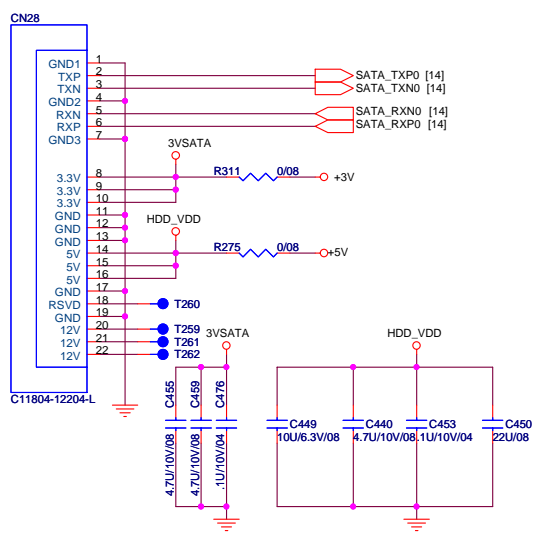 CN28
GND1 1
TXP 2 SATA_TXP0 [14]
TXN 3 SATA_TXN0 [14]
GND2 4
RXN 5 SATA_RXN0 [14]
RXP 6 SATA_RXP0 [14]
GND3 7
3VSATA
3.3V 8 R311 0/08 +3V
3.3V 9
3.3V 10
GND 11
GND 12 HDD_VDD
GND 13
5V 14 R275 0/08 +5V
5V 15
5V 16
GND 17
RSVD 18 T260
GND 19
12V 20 T259
12V 21 T261
12V 22 T262
C11804-12204-L
3VSATA
C455 4.7U/10V/08
C459 4.7U/10V/08
C476 .1U/10V/04
HDD_VDD
C449 C440 C453 C450
10U/6.3V/08 4.7U/10V/08 .1U/10V/04 22U/08